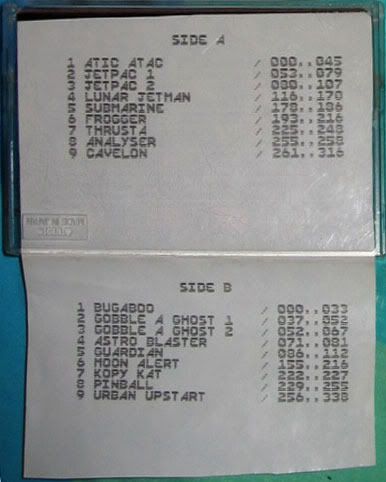 SIDE A
1 ATIC ATAC / 000..045
2 JETPAC 1 / 053..079
3 JETPAC 2 / 080..107
4 LUNAR JETMAN / 116..170
5 SUBMARINE / 178..186
6 FROGGER / 193..216
7 THRUSTA / 225..248
8 ANALYSER / 255..258
9 CAVELON / 261..316
SIDE B
1 BUGABOO / 000..033
2 GOBBLE A GHOST 1 / 037..052
3 GOBBLE A GHOST 2 / 052..067
4 ASTRO BLASTER / 071..081
5 GUARDIAN / 086..112
6 MOON ALERT / 155..216
7 KOPY KAT / 222..227
8 PINBALL / 229..255
9 URBAN UPSTART / 256..338